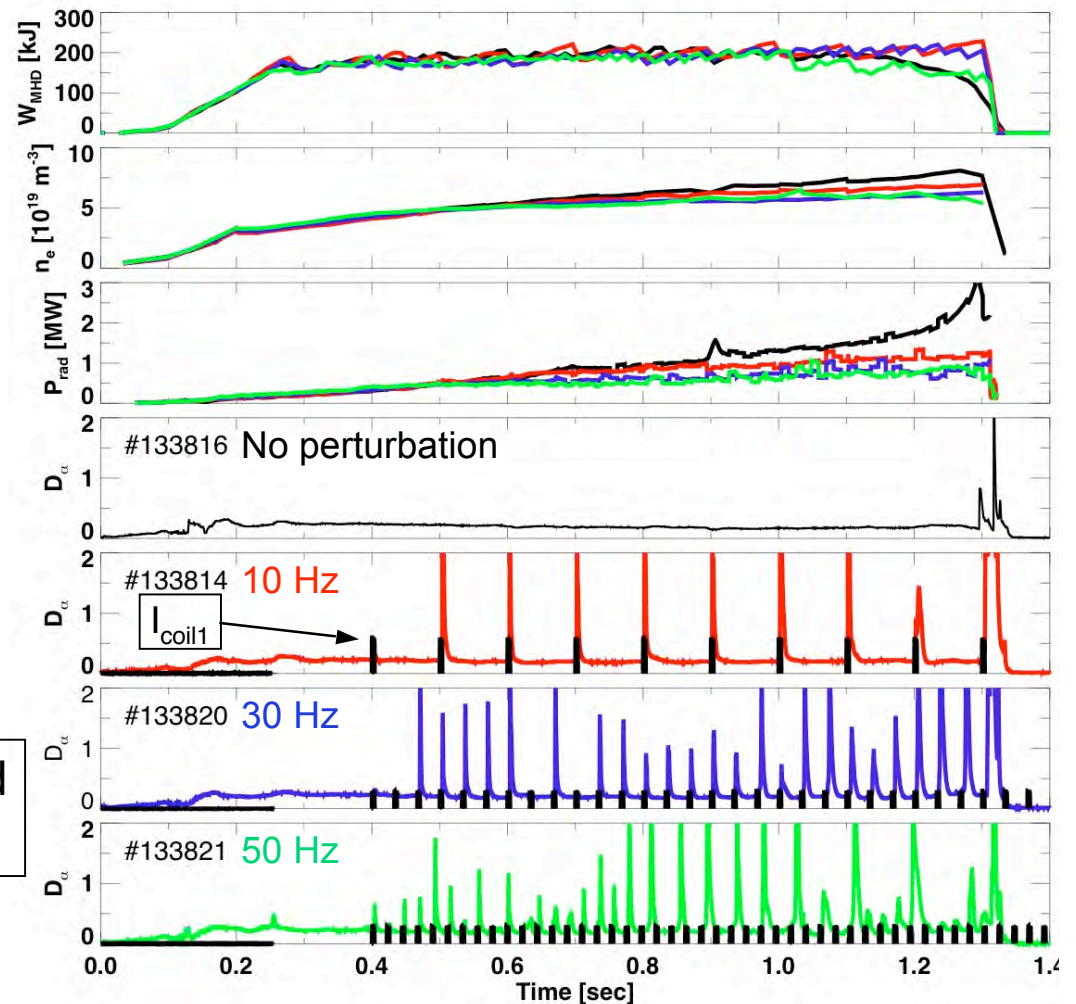 300
200
100
0
W_MHD [kJ]
10
5
0
n_e [10^19 m^-3]
3
2
1
0
P_rad [MW]
2
1
0
D_α
#133816 No perturbation
2
1
0
D_α
#133814 10 Hz
I_coil1
2
1
0
D_α
#133820 30 Hz
d
2
1
0
D_α
#133821 50 Hz
0.0 0.2 0.4 0.6 0.8 1.0 1.2
Time [sec]